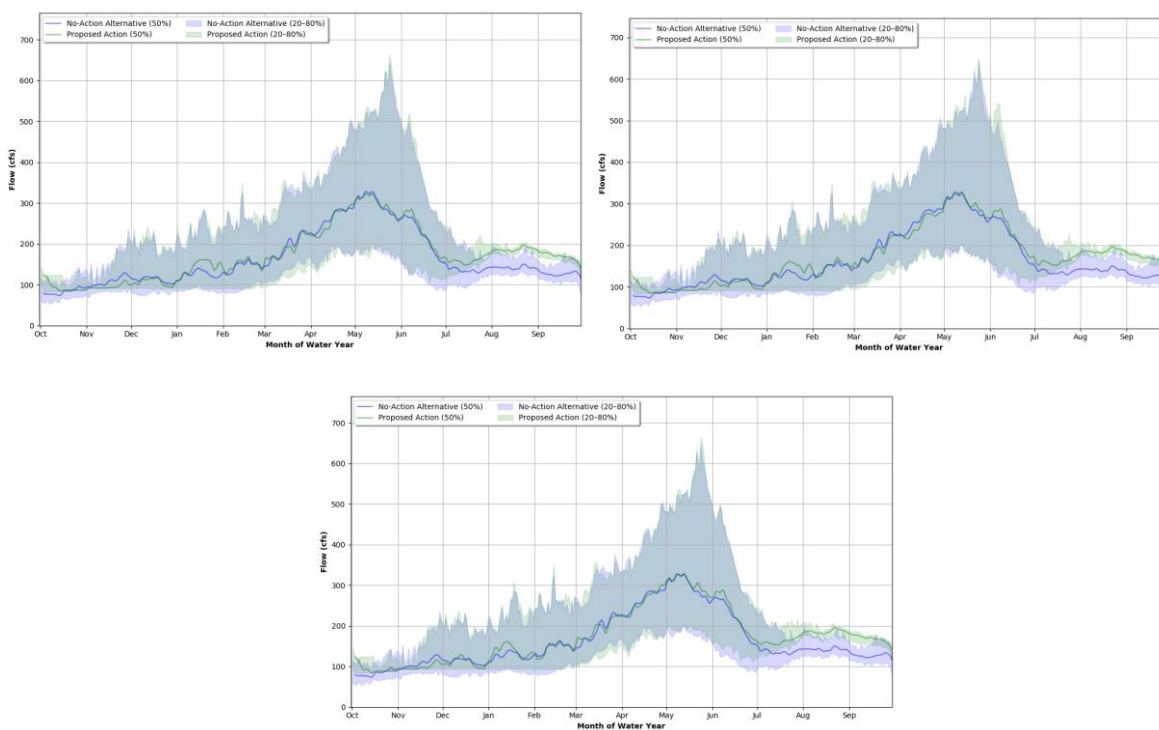 No-Action Alternative (50%) No-Action Alternative (20–80%)
Proposed Action (50%) Proposed Action (20–80%)
700
600
500
400
300
200
100
0
Flow (cfs)
Oct Nov Dec Jan Feb Mar Apr May Jun Jul Aug Sep
Month of Water Year
No-Action Alternative (50%) No-Action Alternative (20–80%)
Proposed Action (50%) Proposed Action (20–80%)
700
600
500
400
300
200
100
0
Flow (cfs)
Oct Nov Dec Jan Feb Mar Apr May Jun Jul Aug Sep
Month of Water Year
No-Action Alternative (50%) No-Action Alternative (20–80%)
Proposed Action (50%) Proposed Action (20–80%)
700
600
500
400
300
200
100
0
Flow (cfs)
Oct Nov Dec Jan Feb Mar Apr May Jun Jul Aug Sep
Month of Water Year